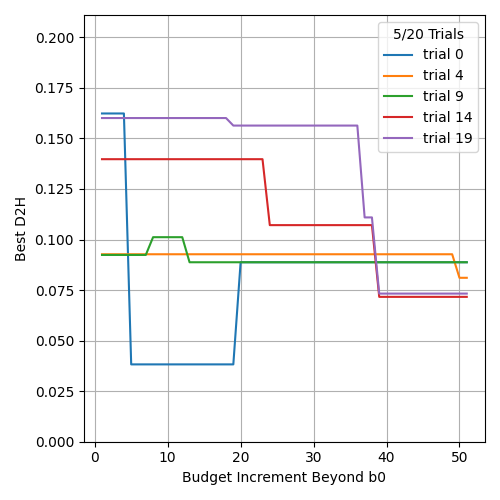 5/20 Trials
trial 0
trial 4
trial 9
trial 14
trial 19
0.200
0.175
0.150
0.125
0.100
0.075
0.050
0.025
0.000
Best D2H
0 10 20 30 40 50
Budget Increment Beyond b0